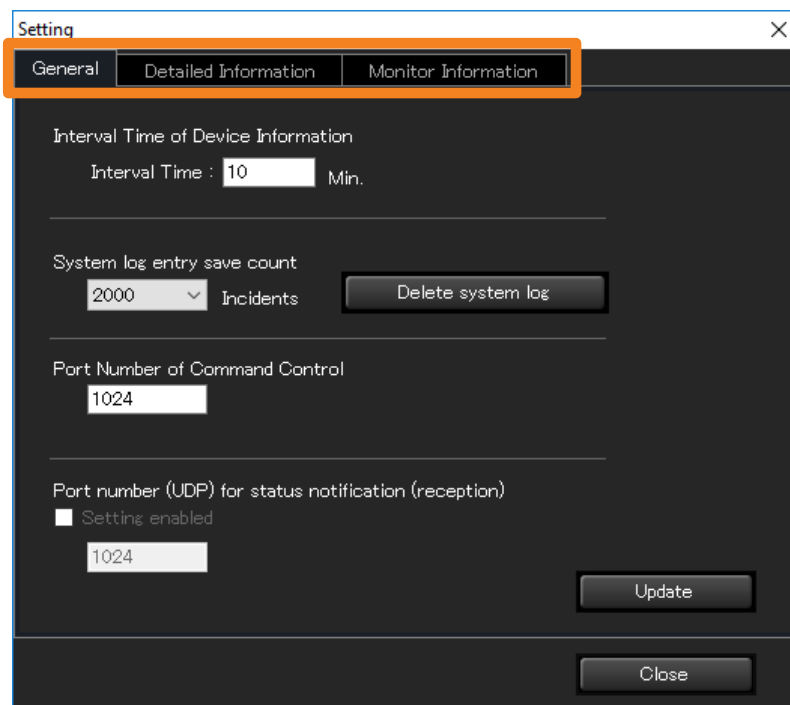 Setting
General Detailed Information Monitor Information
Interval Time of Device Information
Interval Time : 10 Min.
System log entry save count
2000 Incidents Delete system log
Port Number of Command Control
1024
Port number (UDP) for status notification (reception)
Setting enabled
1024
Update
Close